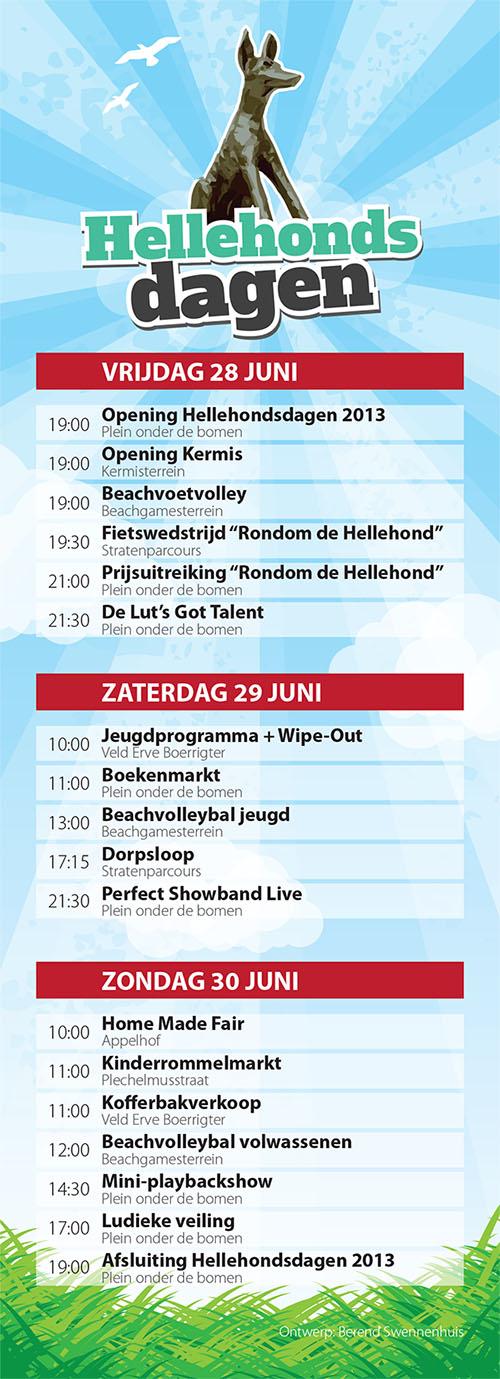 Hellehonds
dagen
VRIJDAG 28 JUNI
19:00 Opening Hellehondsdagen 2013
Plein onder de bomen
19:00 Opening Kermis
Kermisterrein
19:00 Beachvoetvolley
Beachgamesterrein
19:30 Fietswedstrijd “Rondom de Hellehond”
Stratenparcours
21:00 Prijsuitreiking “Rondom de Hellehond”
Plein onder de bomen
21:30 De Lut’s Got Talent
Plein onder de bomen
ZATERDAG 29 JUNI
10:00 Jeugdprogramma + Wipe-Out
Veld Erve Boerrigter
11:00 Boekenmarkt
Plein onder de bomen
13:00 Beachvolleybal jeugd
Beachgamesterrein
17:15 Dorpsloop
Stratenparcours
21:30 Perfect Showband Live
Plein onder de bomen
ZONDAG 30 JUNI
10:00 Home Made Fair
Appelhof
11:00 Kinderrommelmarkt
Plechelmusstraat
11:00 Kofferbakverkoop
Veld Erve Boerrigter
12:00 Beachvolleybal volwassenen
Beachgamesterrein
14:30 Mini-playbackshow
Plein onder de bomen
17:00 Ludieke veiling
Plein onder de bomen
19:00 Afsluiting Hellehondsdagen 2013
Plein onder de bomen
Ontwerp: Berend Swennenhuis